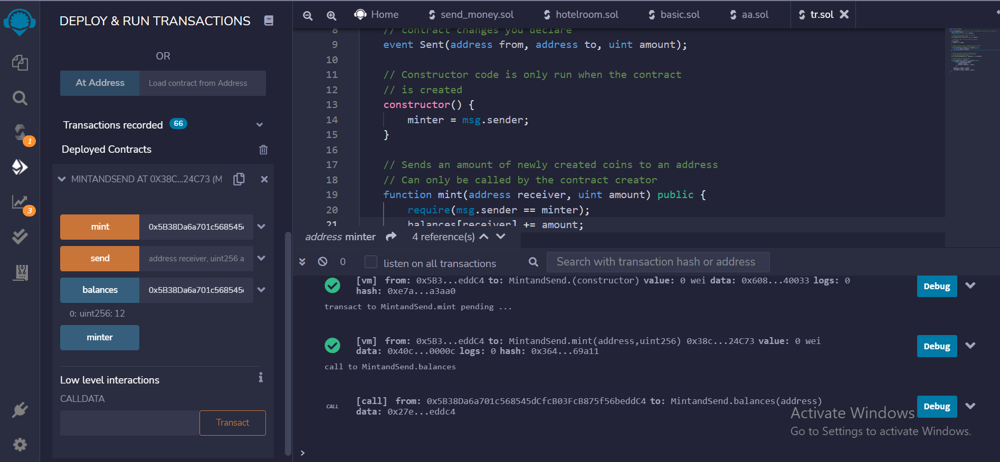 DEPLOY & RUN TRANSACTIONS
OR
At Address
Load contract from Address
Transactions recorded 66
Deployed Contracts
MINTANDSEND AT 0X38C...24C73 (M
mint
0x5B38Da6a701c568545
send
address receiver, uint256 a
balances
0x5B38Da6a701c568545
0: uint256: 12
minter
Low level interactions
CALLDATA
Transact
1
3
Home
send_money.sol
hotelroom.sol
basic.sol
aa.sol
tr.sol
8 // contract changes you declare
9 event Sent(address from, address to, uint amount);
10
11 // Constructor code is only run when the contract
12 // is created
13 constructor() {
14 minter = msg.sender;
15 }
16
17 // Sends an amount of newly created coins to an address
18 // Can only be called by the contract creator
19 function mint(address receiver, uint amount) public {
20 require(msg.sender == minter);
21 balances[receiver] += amount;
address minter
4 reference(s)
0
listen on all transactions
Search with transaction hash or address
[vm] from: 0x5B3...eddC4 to: MintandSend.(constructor) value: 0 wei data: 0x608...40033 logs: 0
hash: 0xe7a...a3aa0
Debug
transact to MintandSend.mint pending ...
[vm] from: 0x5B3...eddC4 to: MintandSend.mint(address,uint256) 0x38c...24C73 value: 0 wei
data: 0x40c...0000c logs: 0 hash: 0x364...69a11
Debug
call to MintandSend.balances
CALL
[call] from: 0x5B38Da6a701c568545dCfcB03FcB875f56beddC4 to: MintandSend.balances(address)
data: 0x27e...eddc4
Debug
Activate Windows
Go to Settings to activate Windows.
>